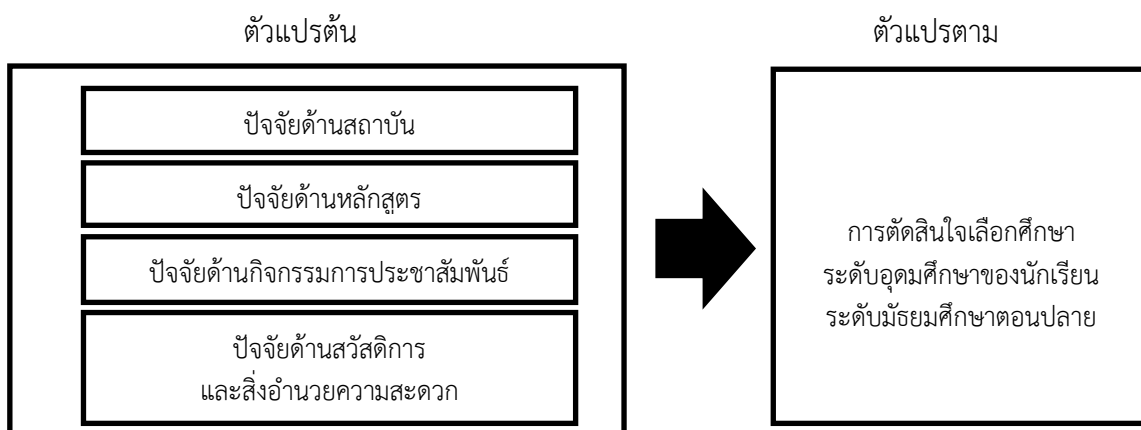 ตัวแปรต้น
ตัวแปรตาม
ปัจจัยด้านสถาบัน
ปัจจัยด้านหลักสูตร
ปัจจัยด้านกิจกรรมการประชาสัมพันธ์
ปัจจัยด้านสวัสดิการ
และสิ่งอำนวยความสะดวก
การตัดสินใจเลือกศึกษา
ระดับอุดมศึกษาของนักเรียน
ระดับมัธยมศึกษาตอนปลาย